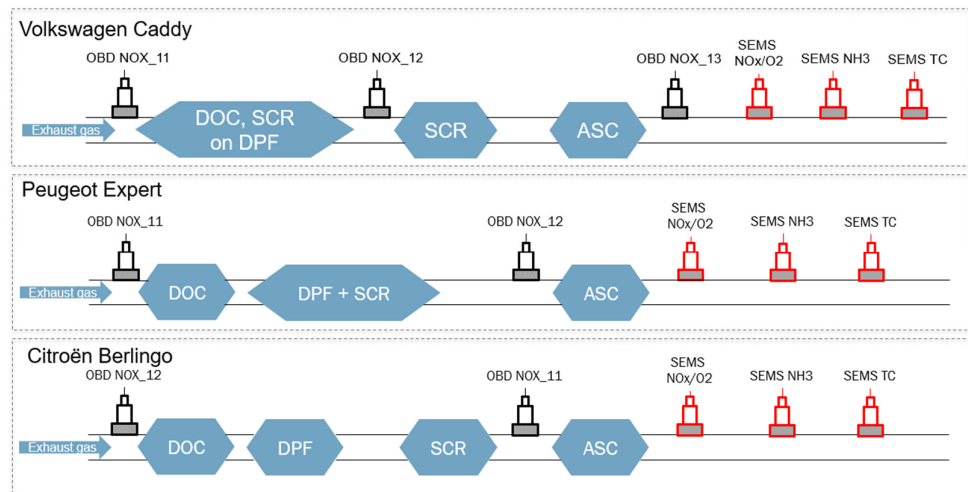 Volkswagen Caddy
OBD NOX_11
OBD NOX_12
OBD NOX_13
SEMS
NOx/O2
SEMS NH3
SEMS TC
Exhaust gas
DOC, SCR
on DPF
SCR
ASC
Peugeot Expert
OBD NOX_11
OBD NOX_12
SEMS
NOx/O2
SEMS NH3
SEMS TC
Exhaust gas
DOC
DPF + SCR
ASC
Citroën Berlingo
OBD NOX_12
OBD NOX_11
SEMS
NOx/O2
SEMS NH3
SEMS TC
Exhaust gas
DOC
DPF
SCR
ASC